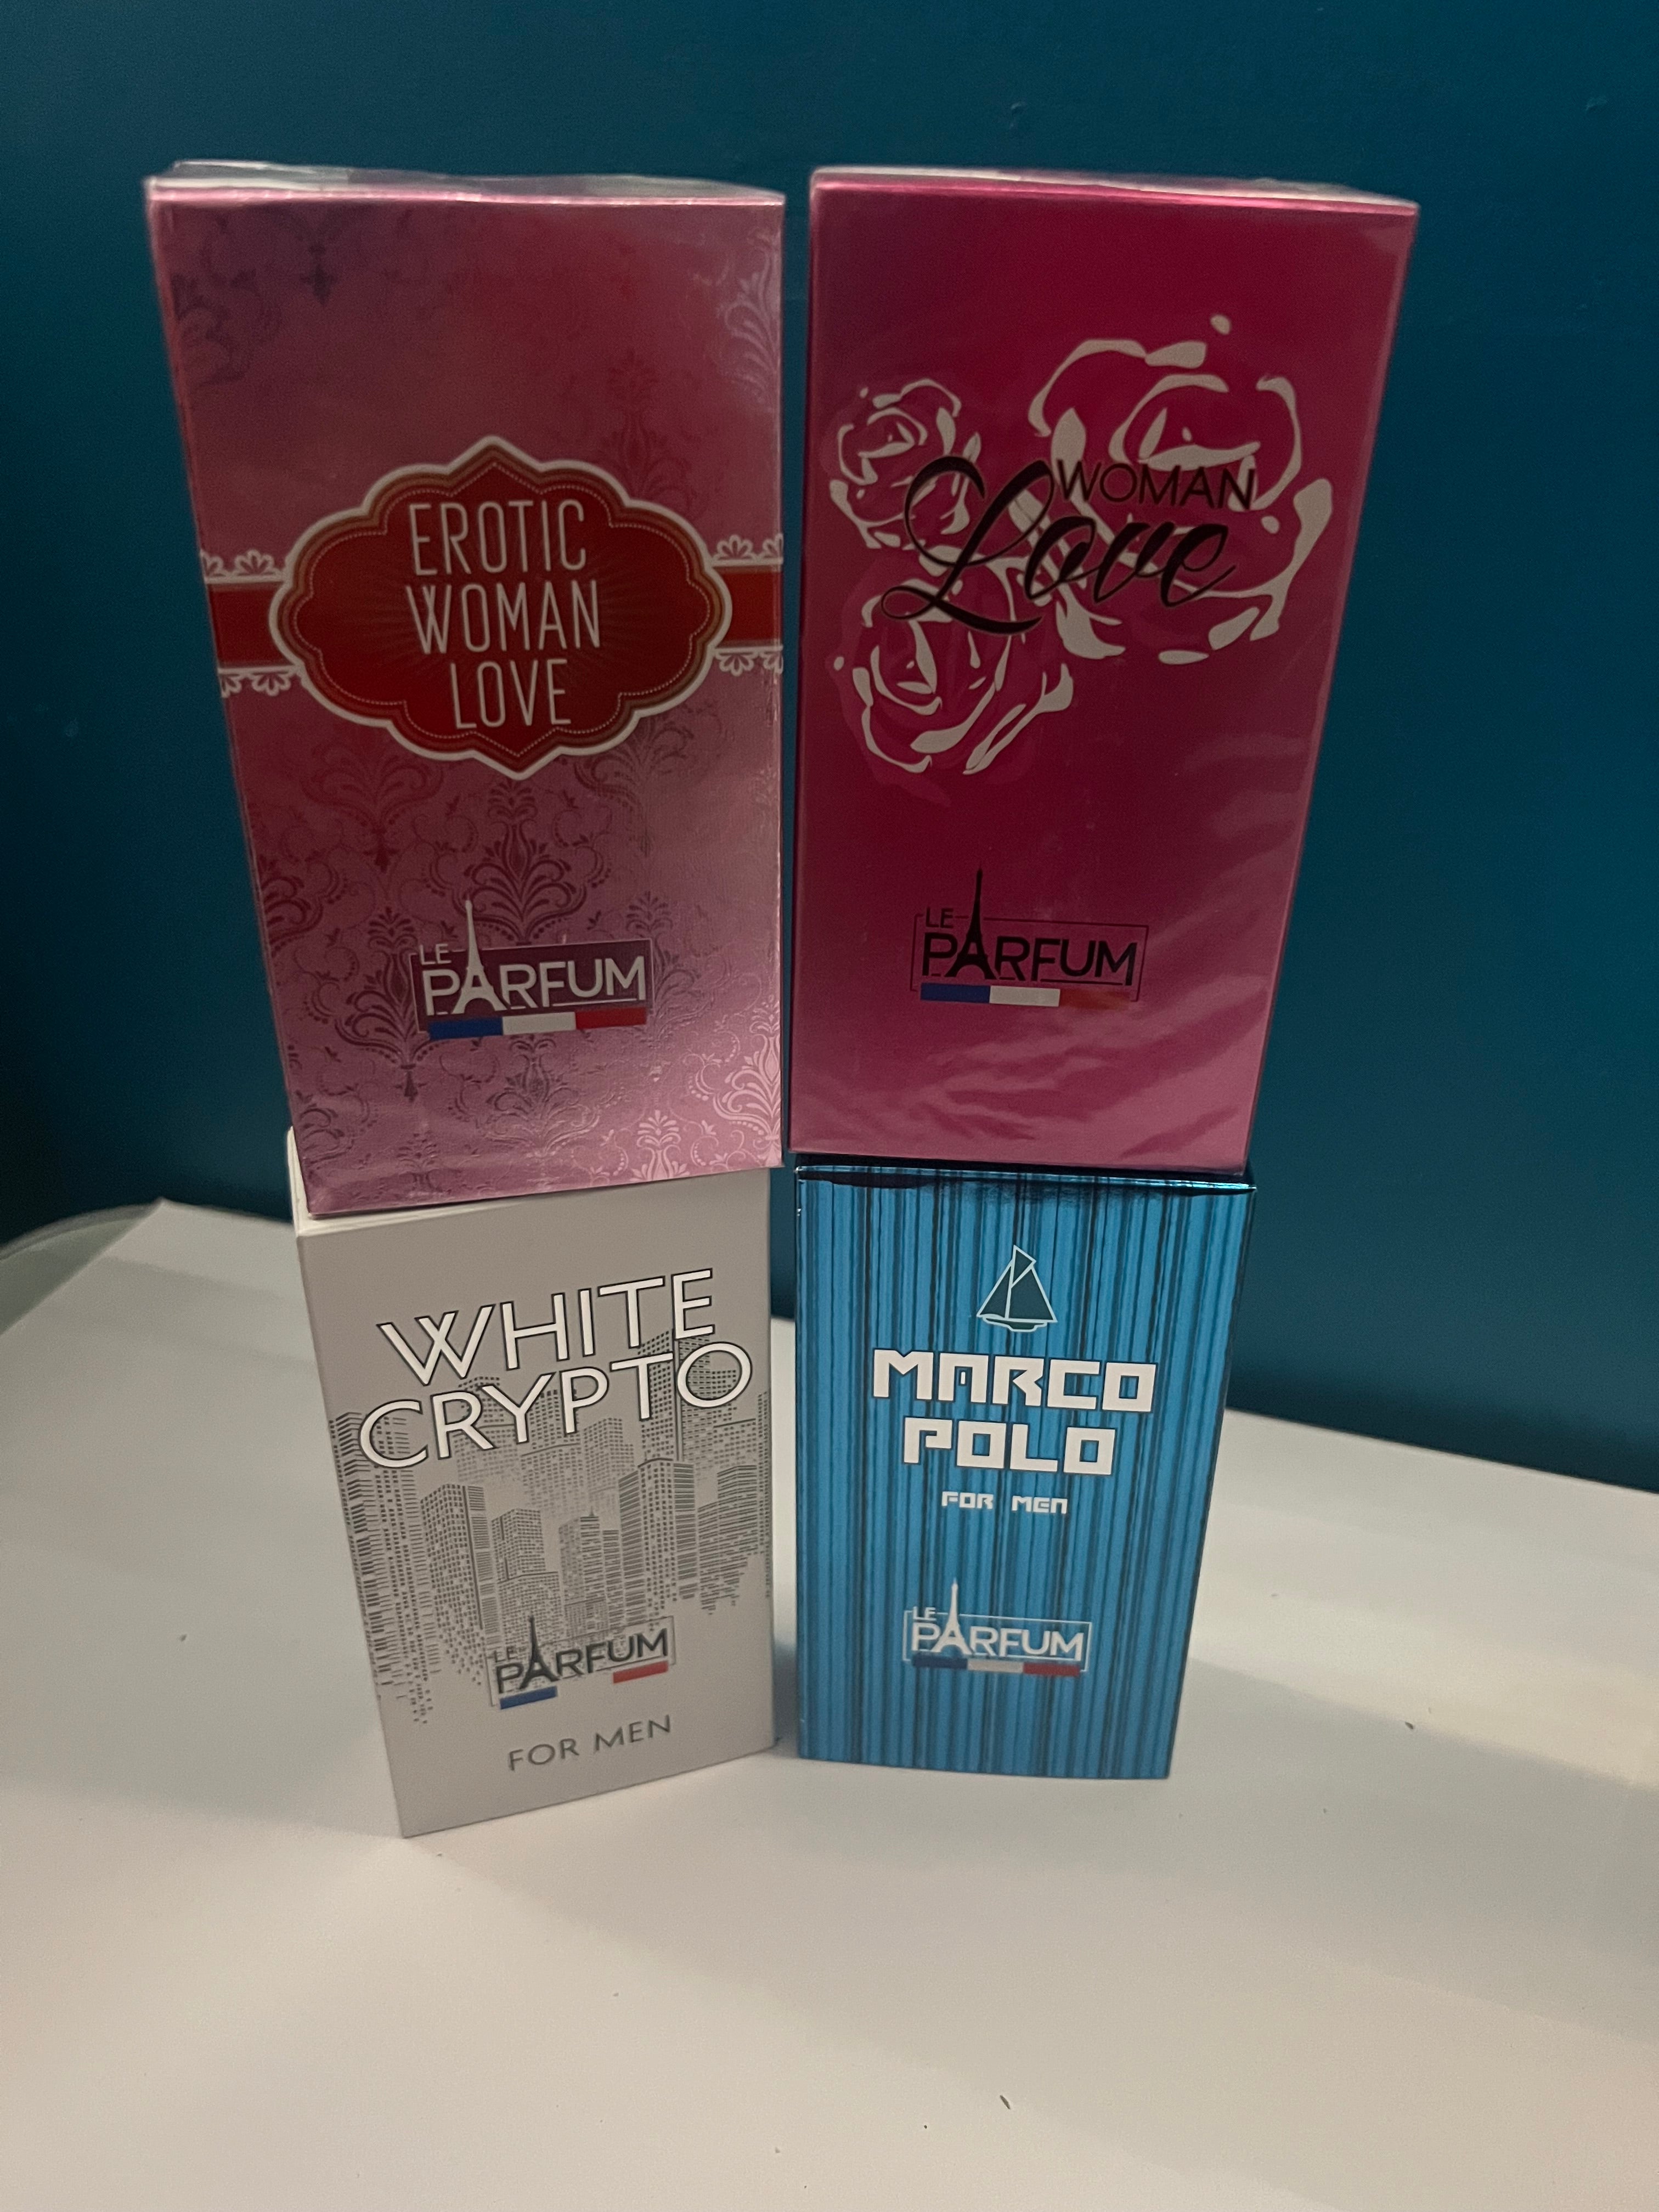 EROTIC
WOMAN
LOVE
LE
PARFUM
WOMAN
Love
LE
PARFUM
WHITE
CRYPTO
LE
PARFUM
FOR MEN
MARCO
POLO
FOR MEN
LE
PARFUM